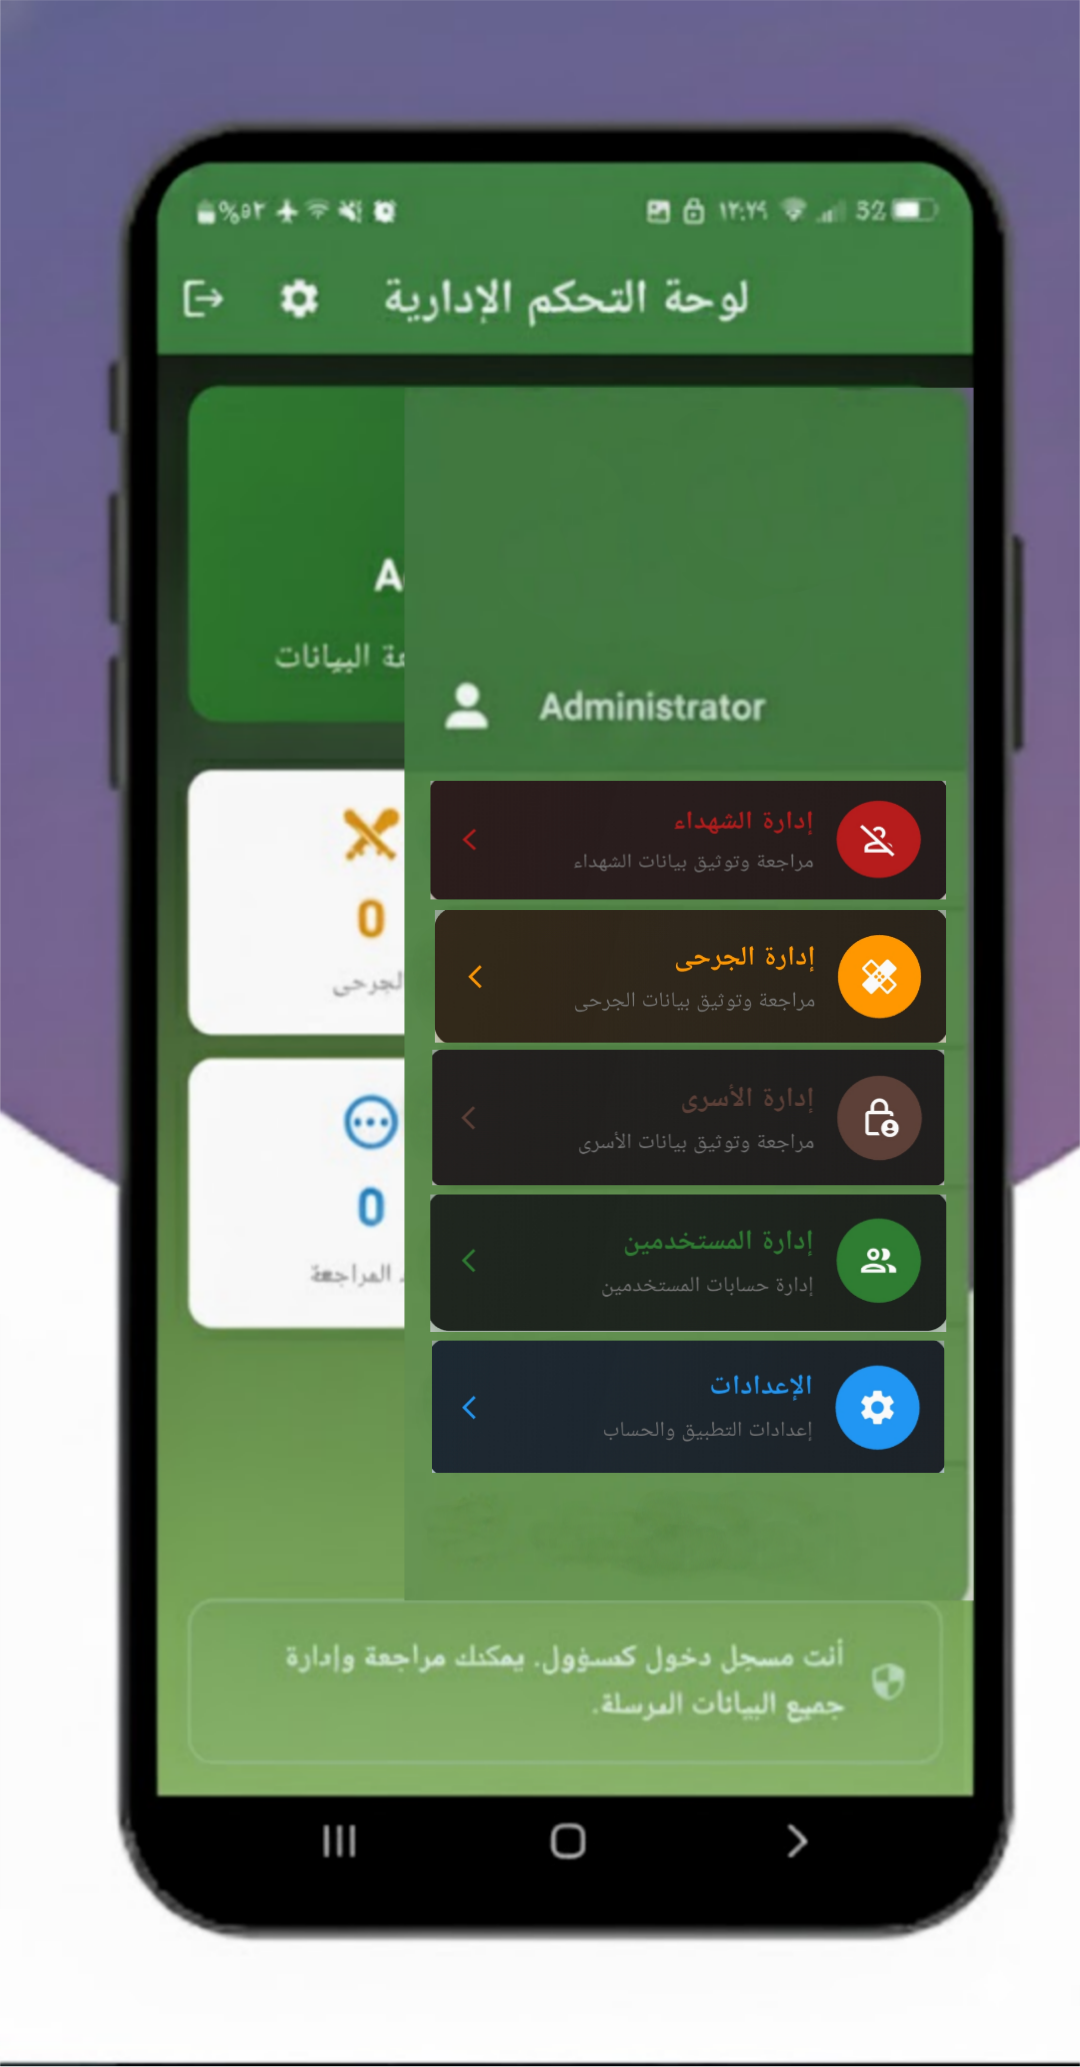 %٥٢
١٢:٢٩
32
لوحة التحكم الإدارية
A
البيانات
Administrator
إدارة الشهداء
مراجعة وتوثيق بيانات الشهداء
0
لجرحى
إدارة الجرحى
مراجعة وتوثيق بيانات الجرحى
إدارة الأسرى
مراجعة وتوثيق بيانات الأسرى
0
المراجعة
إدارة المستخدمين
إدارة حسابات المستخدمين
الإعدادات
إعدادات التطبيق والحساب
أنت مسجل دخول كمسؤول. يمكنك مراجعة وإدارة
جميع البيانات المرسلة.